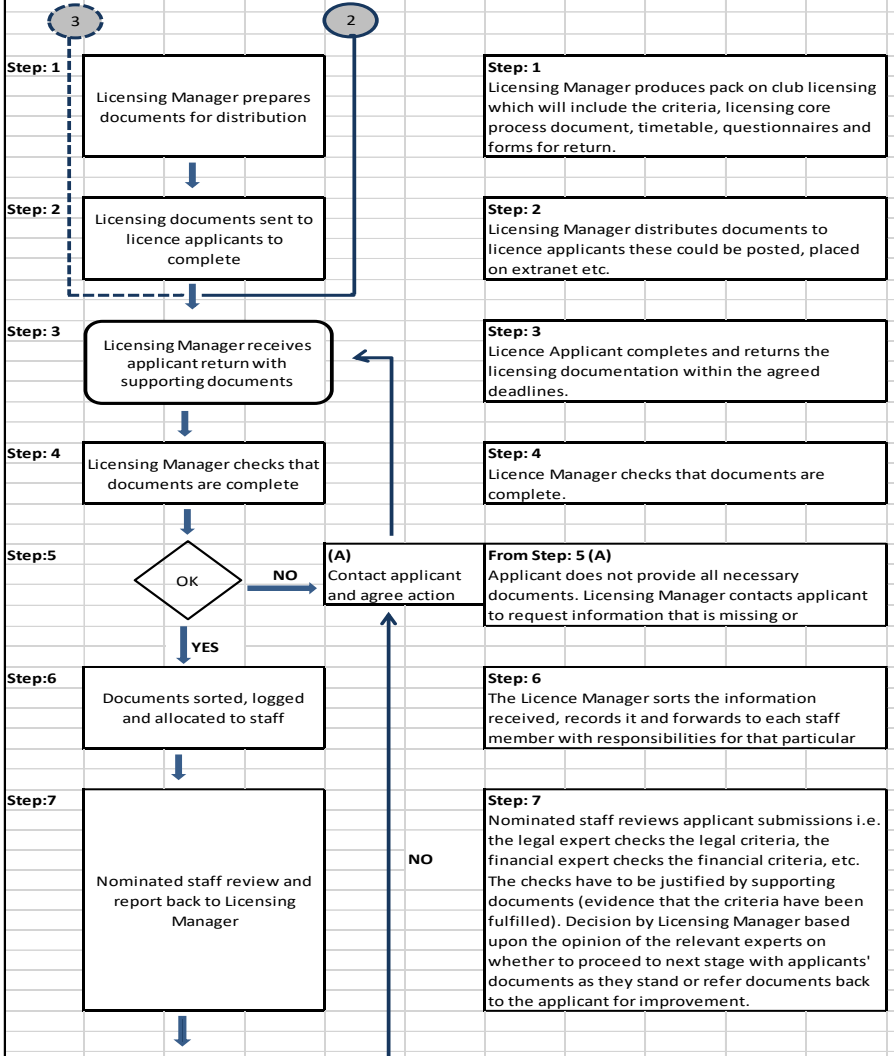 3
2
Step: 1
Licensing Manager prepares
documents for distribution
Step: 1
Licensing Manager produces pack on club licensing
which will include the criteria, licensing core
process document, timetable, questionnaires and
forms for return.
Step: 2
Licensing documents sent to
licence applicants to
complete
Step: 2
Licensing Manager distributes documents to
licence applicants these could be posted, placed
on extranet etc.
Step: 3
Licensing Manager receives
applicant return with
supporting documents
Step: 3
Licence Applicant completes and returns the
licensing documentation within the agreed
deadlines.
Step: 4
Licensing Manager checks that
documents are complete
Step: 4
Licence Manager checks that documents are
complete.
Step:5
OK
NO
(A)
Contact applicant
and agree action
From Step: 5 (A)
Applicant does not provide all necessary
documents. Licensing Manager contacts applicant
to request information that is missing or
YES
Step:6
Documents sorted, logged
and allocated to staff
Step: 6
The Licence Manager sorts the information
received, records it and forwards to each staff
member with responsibilities for that particular
Step:7
Nominated staff review and
report back to Licensing
Manager
NO
Step: 7
Nominated staff reviews applicant submissions i.e.
the legal expert checks the legal criteria, the
financial expert checks the financial criteria, etc.
The checks have to be justified by supporting
documents (evidence that the criteria have been
fulfilled). Decision by Licensing Manager based
upon the opinion of the relevant experts on
whether to proceed to next stage with applicants'
documents as they stand or refer documents back
to the applicant for improvement.